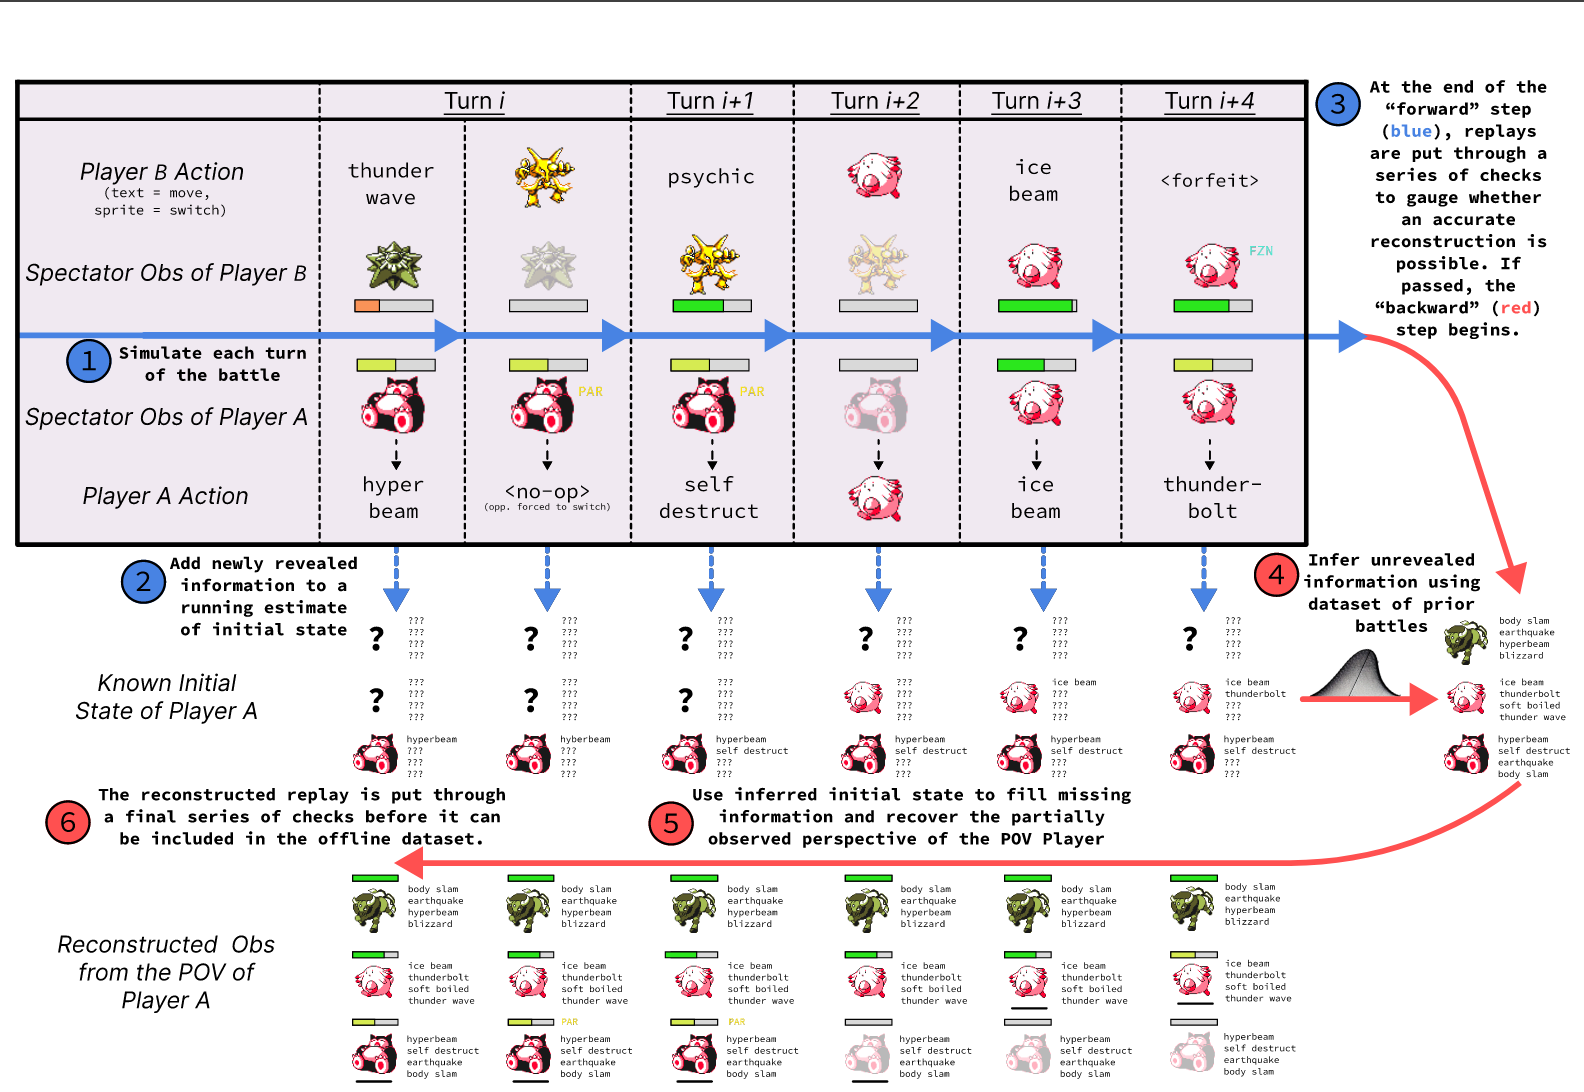 Turn i
Turn i+1
Turn i+2
Turn i+3
Turn i+4
Player B Action
(text = move,
sprite = switch)
thunder
wave
psychic
ice
beam
<forfeit>
Spectator Obs of Player B
FZN
1
Simulate each turn
of the battle
Spectator Obs of Player A
PAR
PAR
Player A Action
hyper
beam
<no-op>
(opp. forced to switch)
self
destruct
ice
beam
thunder-
bolt
3
At the end of the
“forward” step
(blue), replays
are put through a
series of checks
to gauge whether
an accurate
reconstruction is
possible. If
passed, the
“backward” (red)
step begins.
2
Add newly revealed
information to a
running estimate
of initial state
4
Infer unrevealed
information using
dataset of prior
battles
Known Initial
State of Player A
?
???
???
???
???
?
???
???
???
???
hyperbeam
???
???
???
?
???
???
???
???
?
???
???
???
???
hyberbeam
???
???
???
?
???
???
???
???
?
???
???
???
???
hyperbeam
self destruct
???
???
?
???
???
???
???
???
???
???
???
hyperbeam
self destruct
???
???
?
???
???
???
???
ice beam
???
???
???
hyperbeam
self destruct
???
???
?
???
???
???
???
ice beam
thunderbolt
???
???
hyperbeam
self destruct
???
???
body slam
earthquake
hyperbeam
blizzard
ice beam
thunderbolt
soft boiled
thunder wave
hyperbeam
self destruct
earthquake
body slam
6
The reconstructed replay is put through
a final series of checks before it can
be included in the offline dataset.
5
Use inferred initial state to fill missing
information and recover the partially
observed perspective of the POV Player
Reconstructed Obs
from the POV of
Player A
body slam
earthquake
hyperbeam
blizzard
ice beam
thunderbolt
soft boiled
thunder wave
hyperbeam
self destruct
earthquake
body slam
body slam
earthquake
hyperbeam
blizzard
ice beam
thunderbolt
soft boiled
thunder wave
PAR
hyperbeam
self destruct
earthquake
body slam
body slam
earthquake
hyperbeam
blizzard
ice beam
thunderbolt
soft boiled
thunder wave
PAR
hyperbeam
self destruct
earthquake
body slam
body slam
earthquake
hyperbeam
blizzard
ice beam
thunderbolt
soft boiled
thunder wave
hyperbeam
self destruct
earthquake
body slam
body slam
earthquake
hyperbeam
blizzard
ice beam
thunderbolt
soft boiled
thunder wave
hyperbeam
self destruct
earthquake
body slam
body slam
earthquake
hyperbeam
blizzard
ice beam
thunderbolt
soft boiled
thunder wave
hyperbeam
self destruct
earthquake
body slam